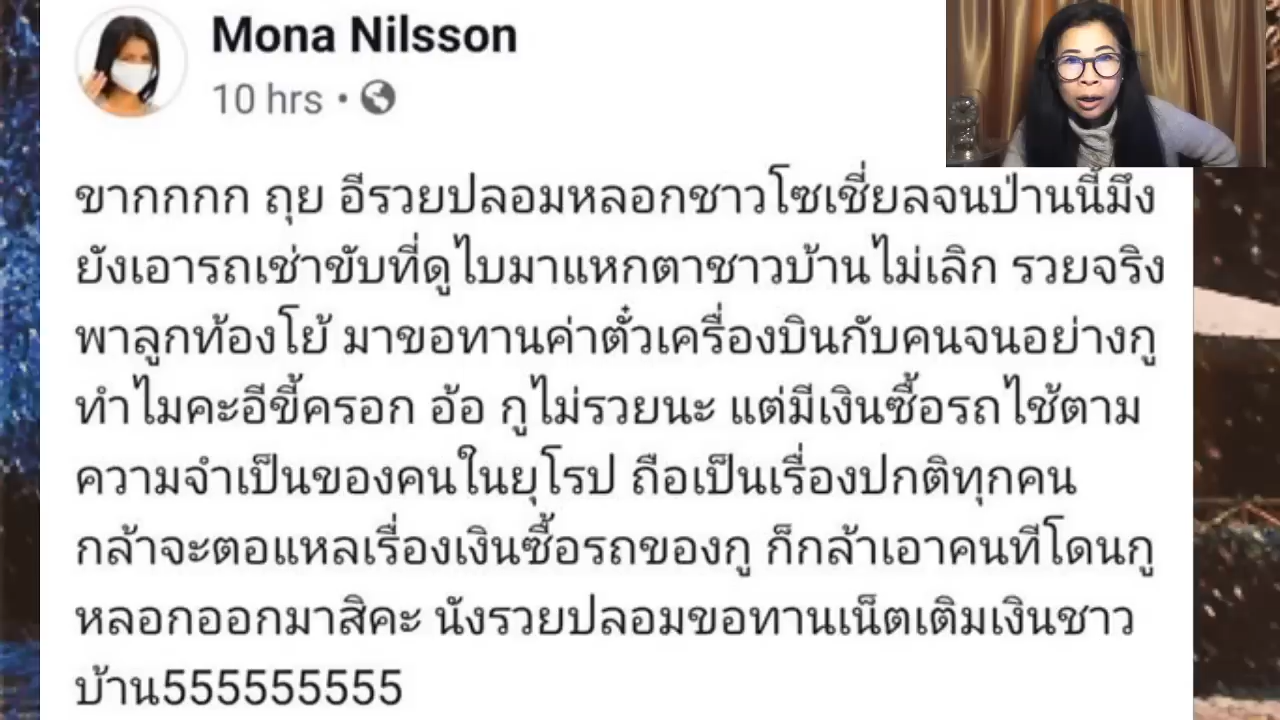 Mona Nilsson
10 hrs
ขากกกก ถุย อีรวยปลอมหลอกชาวโซเชี่ยลจนป่านนี้มึง
ยังเอารถเช่าขับที่ดูไบมาแหกตาชาวบ้านไม่เลิก รวยจริง
พาลูกท้องโย้ มาขอทานค่าตั๋วเครื่องบินกับคนจนอย่างกู
ทำไมคะอีขี้ครอก อ้อ กูไม่รวยนะ แต่มีเงินซื้อรถไช้ตาม
ความจำเป็นของคนในยุโรป ถือเป็นเรื่องปกติทุกคน
กล้าจะตอแหลเรื่องเงินซื้อรถของกู ก็กล้าเอาคนทีโดนกู
หลอกออกมาสิคะ นังรวยปลอมขอทานเน็ตเติมเงินชาว
บ้าน555555555